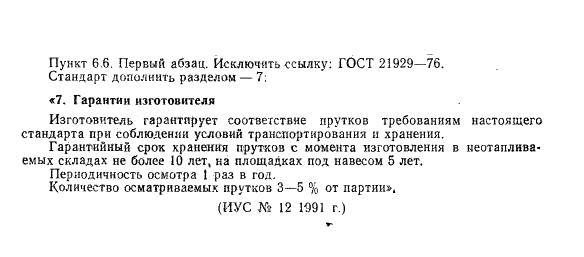 Пункт 6.6. Первый абзац. Исключить ссылку: ГОСТ 21929—76.
Стандарт дополнить разделом — 7:
«7. Гарантии изготовителя
Изготовитель гарантирует соответствие прутков требованиям настоящего
стандарта при соблюдении условий транспортирования и хранения.
Гарантийный срок хранения прутков с момента изготовления в неотаплива-
емых складах не более 10 лет, на площадках под навесом 5 лет.
Периодичность осмотра 1 раз в год.
Количество осматриваемых прутков 3—5 % от партии».
(ИУС № 12 1991 г.)